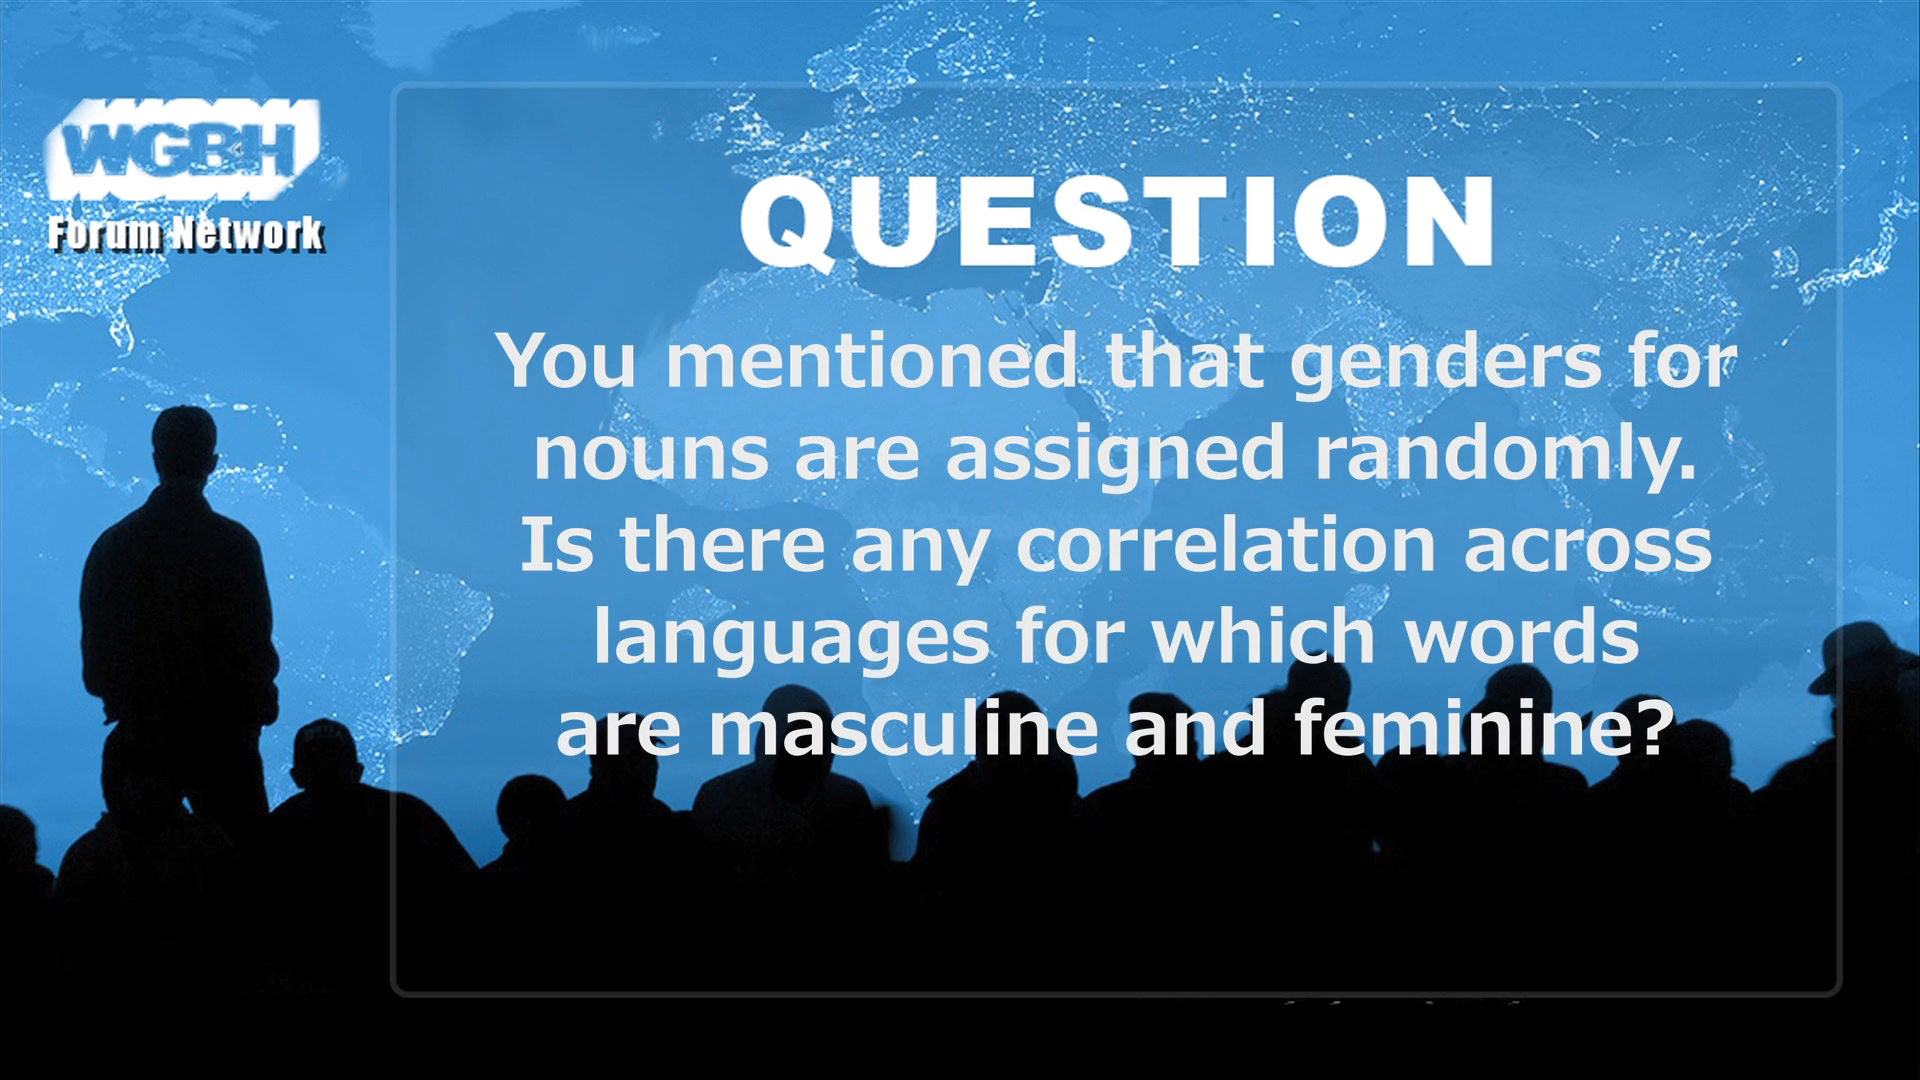 WGBH
Forum Network
QUESTION
You mentioned that genders for
nouns are assigned randomly.
Is there any correlation across
languages for which words
are masculine and feminine?